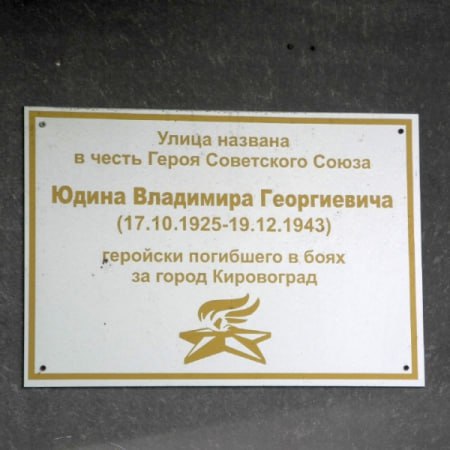 Улица названа
в честь Героя Советского Союза
Юдина Владимира Георгиевича
(17.10.1925-19.12.1943)
геройски погибшего в боях
за город Кировоград